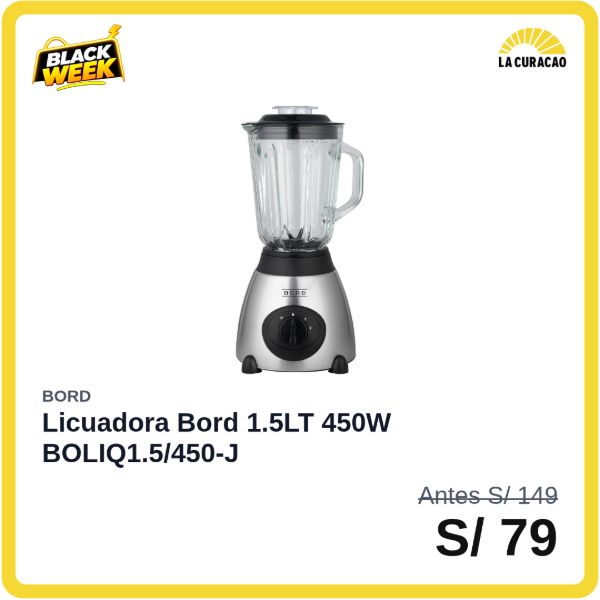 BLACK
WEEK
LA CURACAO
BORD
BORD
Licuadora Bord 1.5LT 450W
BOLIQ1.5/450-J
Antes S/ 149
S/ 79